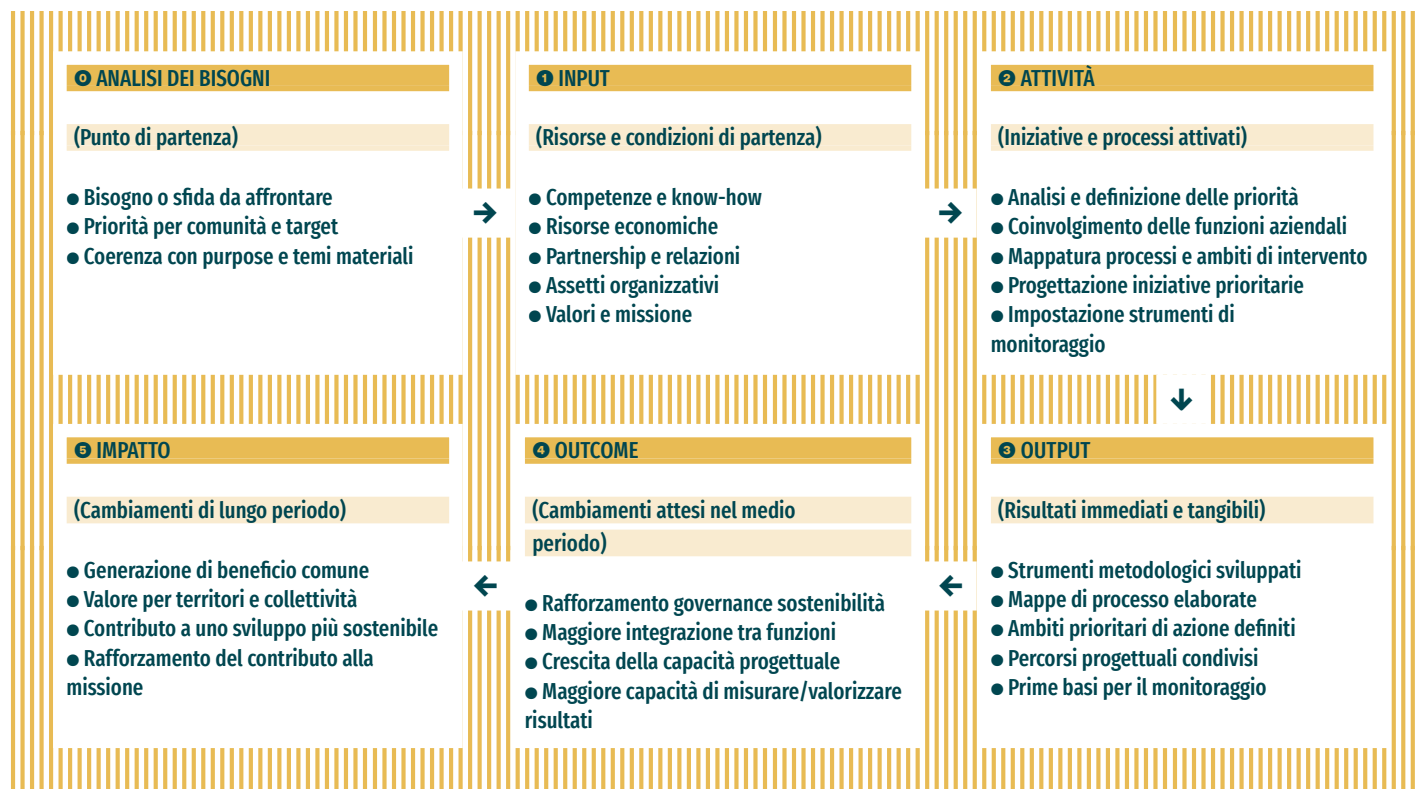 ⓿ ANALISI DEI BISOGNI
(Punto di partenza)
● Bisogno o sfida da affrontare
● Priorità per comunità e target
● Coerenza con purpose e temi materiali
→
❶ INPUT
(Risorse e condizioni di partenza)
● Competenze e know-how
● Risorse economiche
● Partnership e relazioni
● Assetti organizzativi
● Valori e missione
→
❷ ATTIVITÀ
(Iniziative e processi attivati)
● Analisi e definizione delle priorità
● Coinvolgimento delle funzioni aziendali
● Mappatura processi e ambiti di intervento
● Progettazione iniziative prioritarie
● Impostazione strumenti di
monitoraggio
↓
❸ OUTPUT
(Risultati immediati e tangibili)
● Strumenti metodologici sviluppati
● Mappe di processo elaborate
● Ambiti prioritari di azione definiti
● Percorsi progettuali condivisi
● Prime basi per il monitoraggio
←
❹ OUTCOME
(Cambiamenti attesi nel medio
periodo)
● Rafforzamento governance sostenibilità
● Maggiore integrazione tra funzioni
● Crescita della capacità progettuale
● Maggiore capacità di misurare/valorizzare
risultati
←
❺ IMPATTO
(Cambiamenti di lungo periodo)
● Generazione di beneficio comune
● Valore per territori e collettività
● Contributo a uno sviluppo più sostenibile
● Rafforzamento del contributo alla
missione